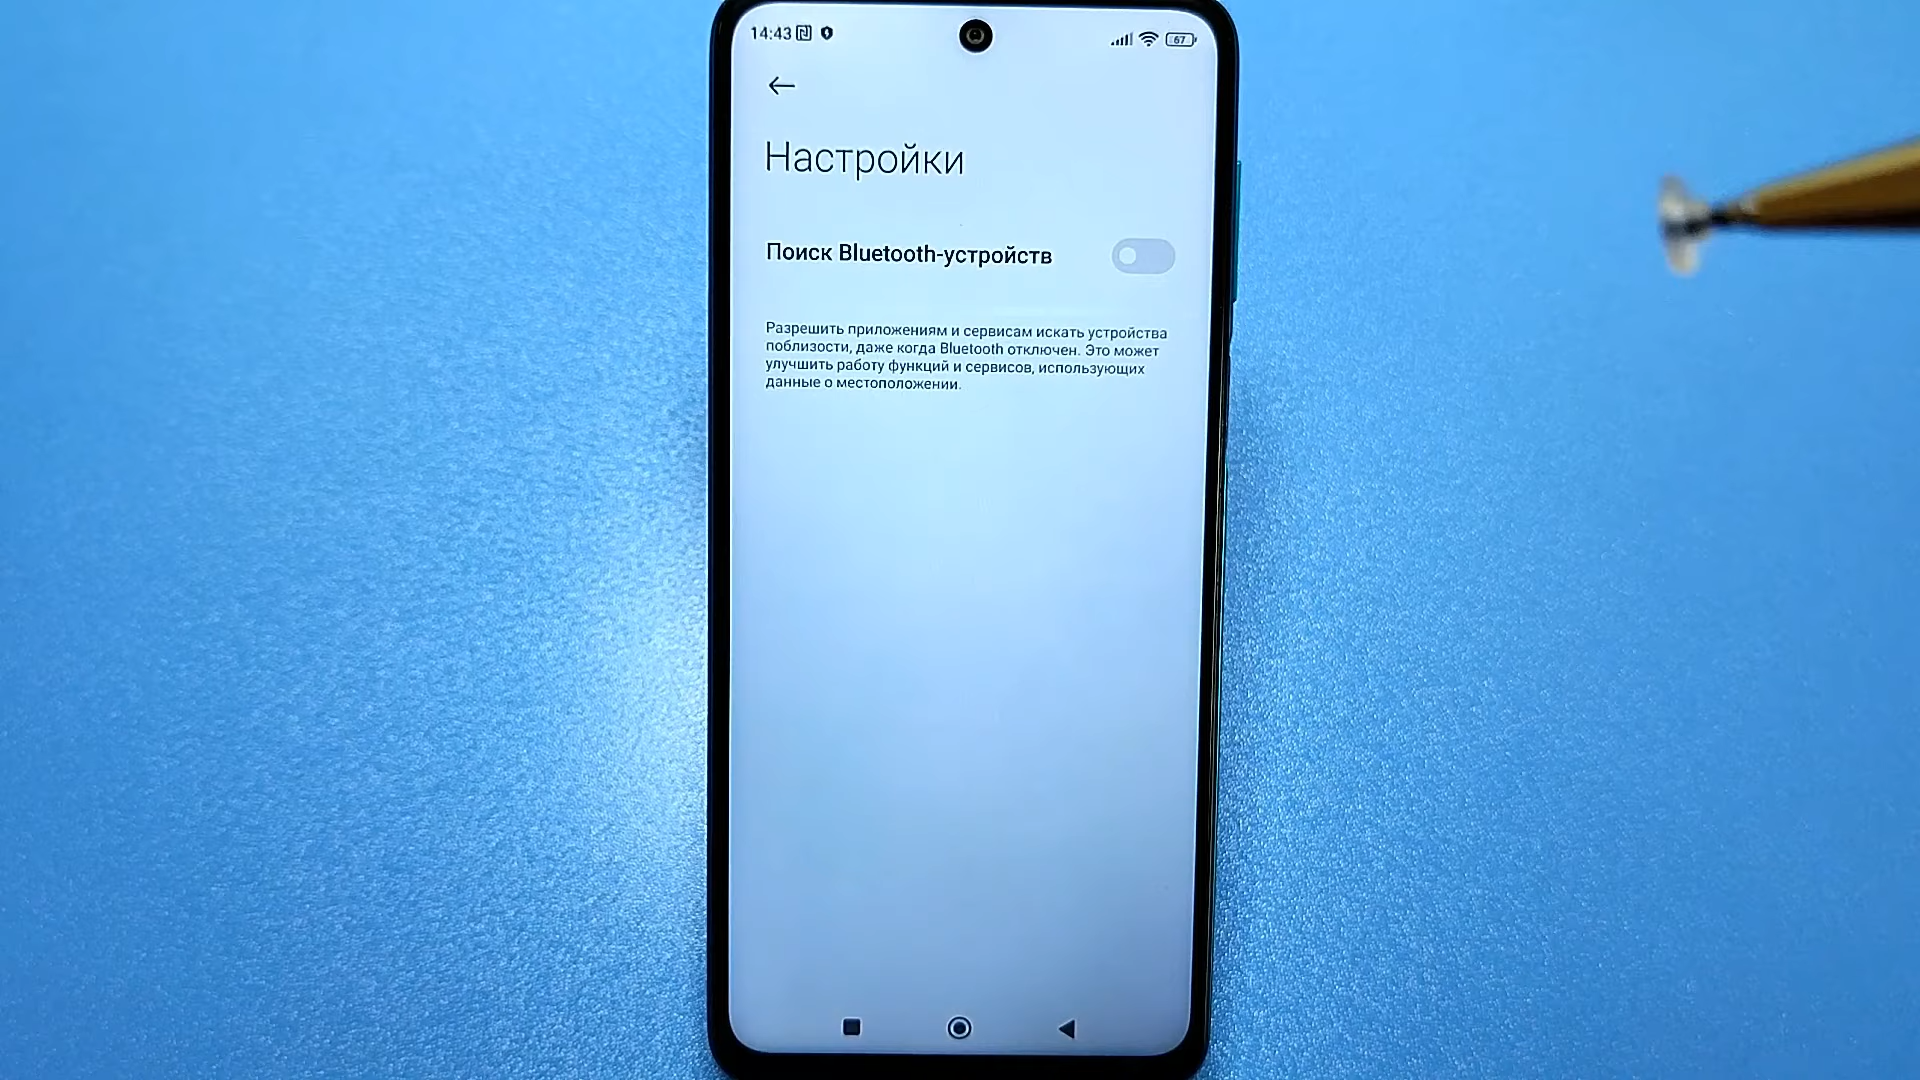 14:43
67
Настройки
Поиск Bluetooth-устройств
Разрешить приложениям и сервисам искать устройства
поблизости, даже когда Bluetooth отключен. Это может
улучшить работу функций и сервисов, использующих
данные о местоположении.